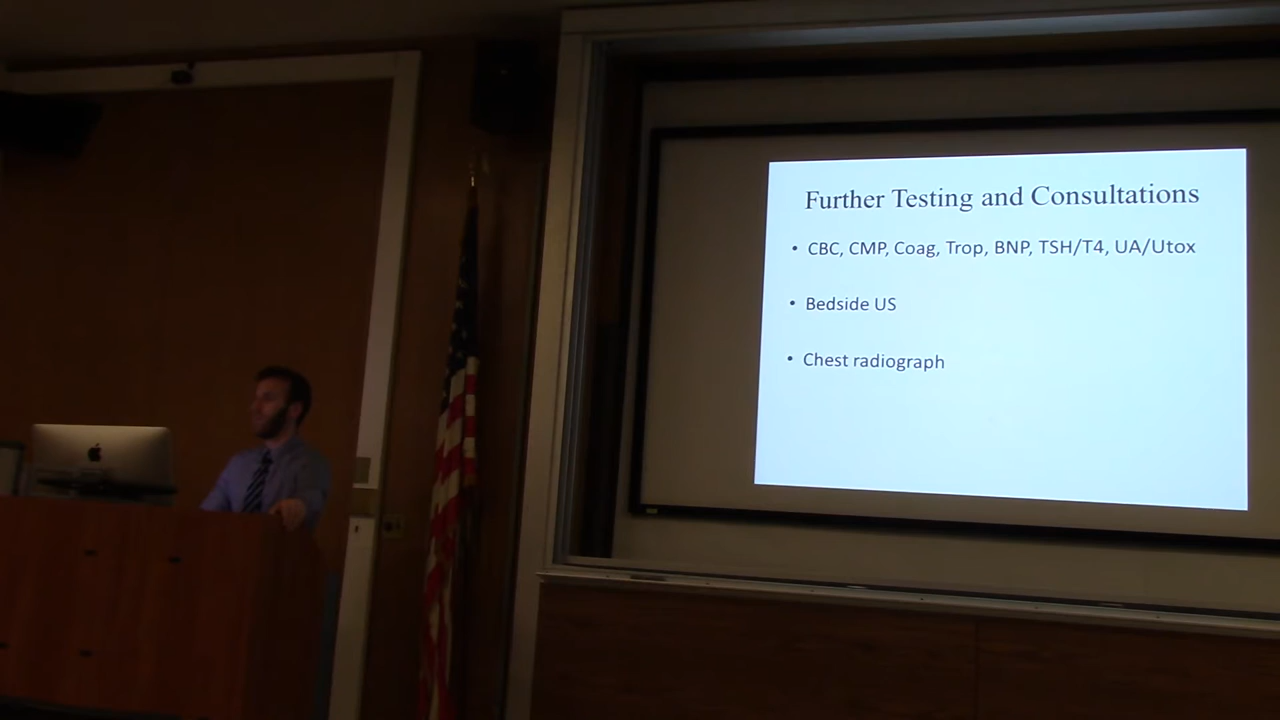 Further Testing and Consultations
• CBC, CMP, Coag, Trop, BNP, TSH/T4, UA/Utox
• Bedside US
• Chest radiograph